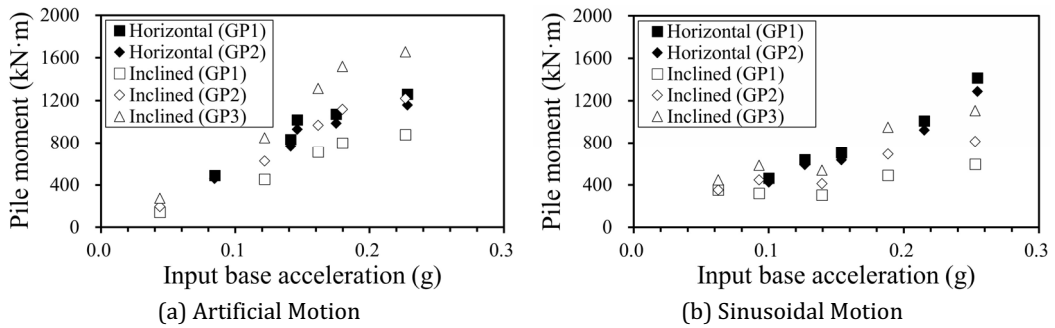 Pile moment (kN·m)
2000
1600
1200
800
400
0
Horizontal (GP1)
Horizontal (GP2)
Inclined (GP1)
Inclined (GP2)
Inclined (GP3)
0.0 0.1 0.2 0.3
Input base acceleration (g)
(a) Artificial Motion
Pile moment (kN·m)
2000
1600
1200
800
400
0
Horizontal (GP1)
Horizontal (GP2)
Inclined (GP1)
Inclined (GP2)
Inclined (GP3)
0.0 0.1 0.2 0.3
Input base acceleration (g)
(b) Sinusoidal Motion